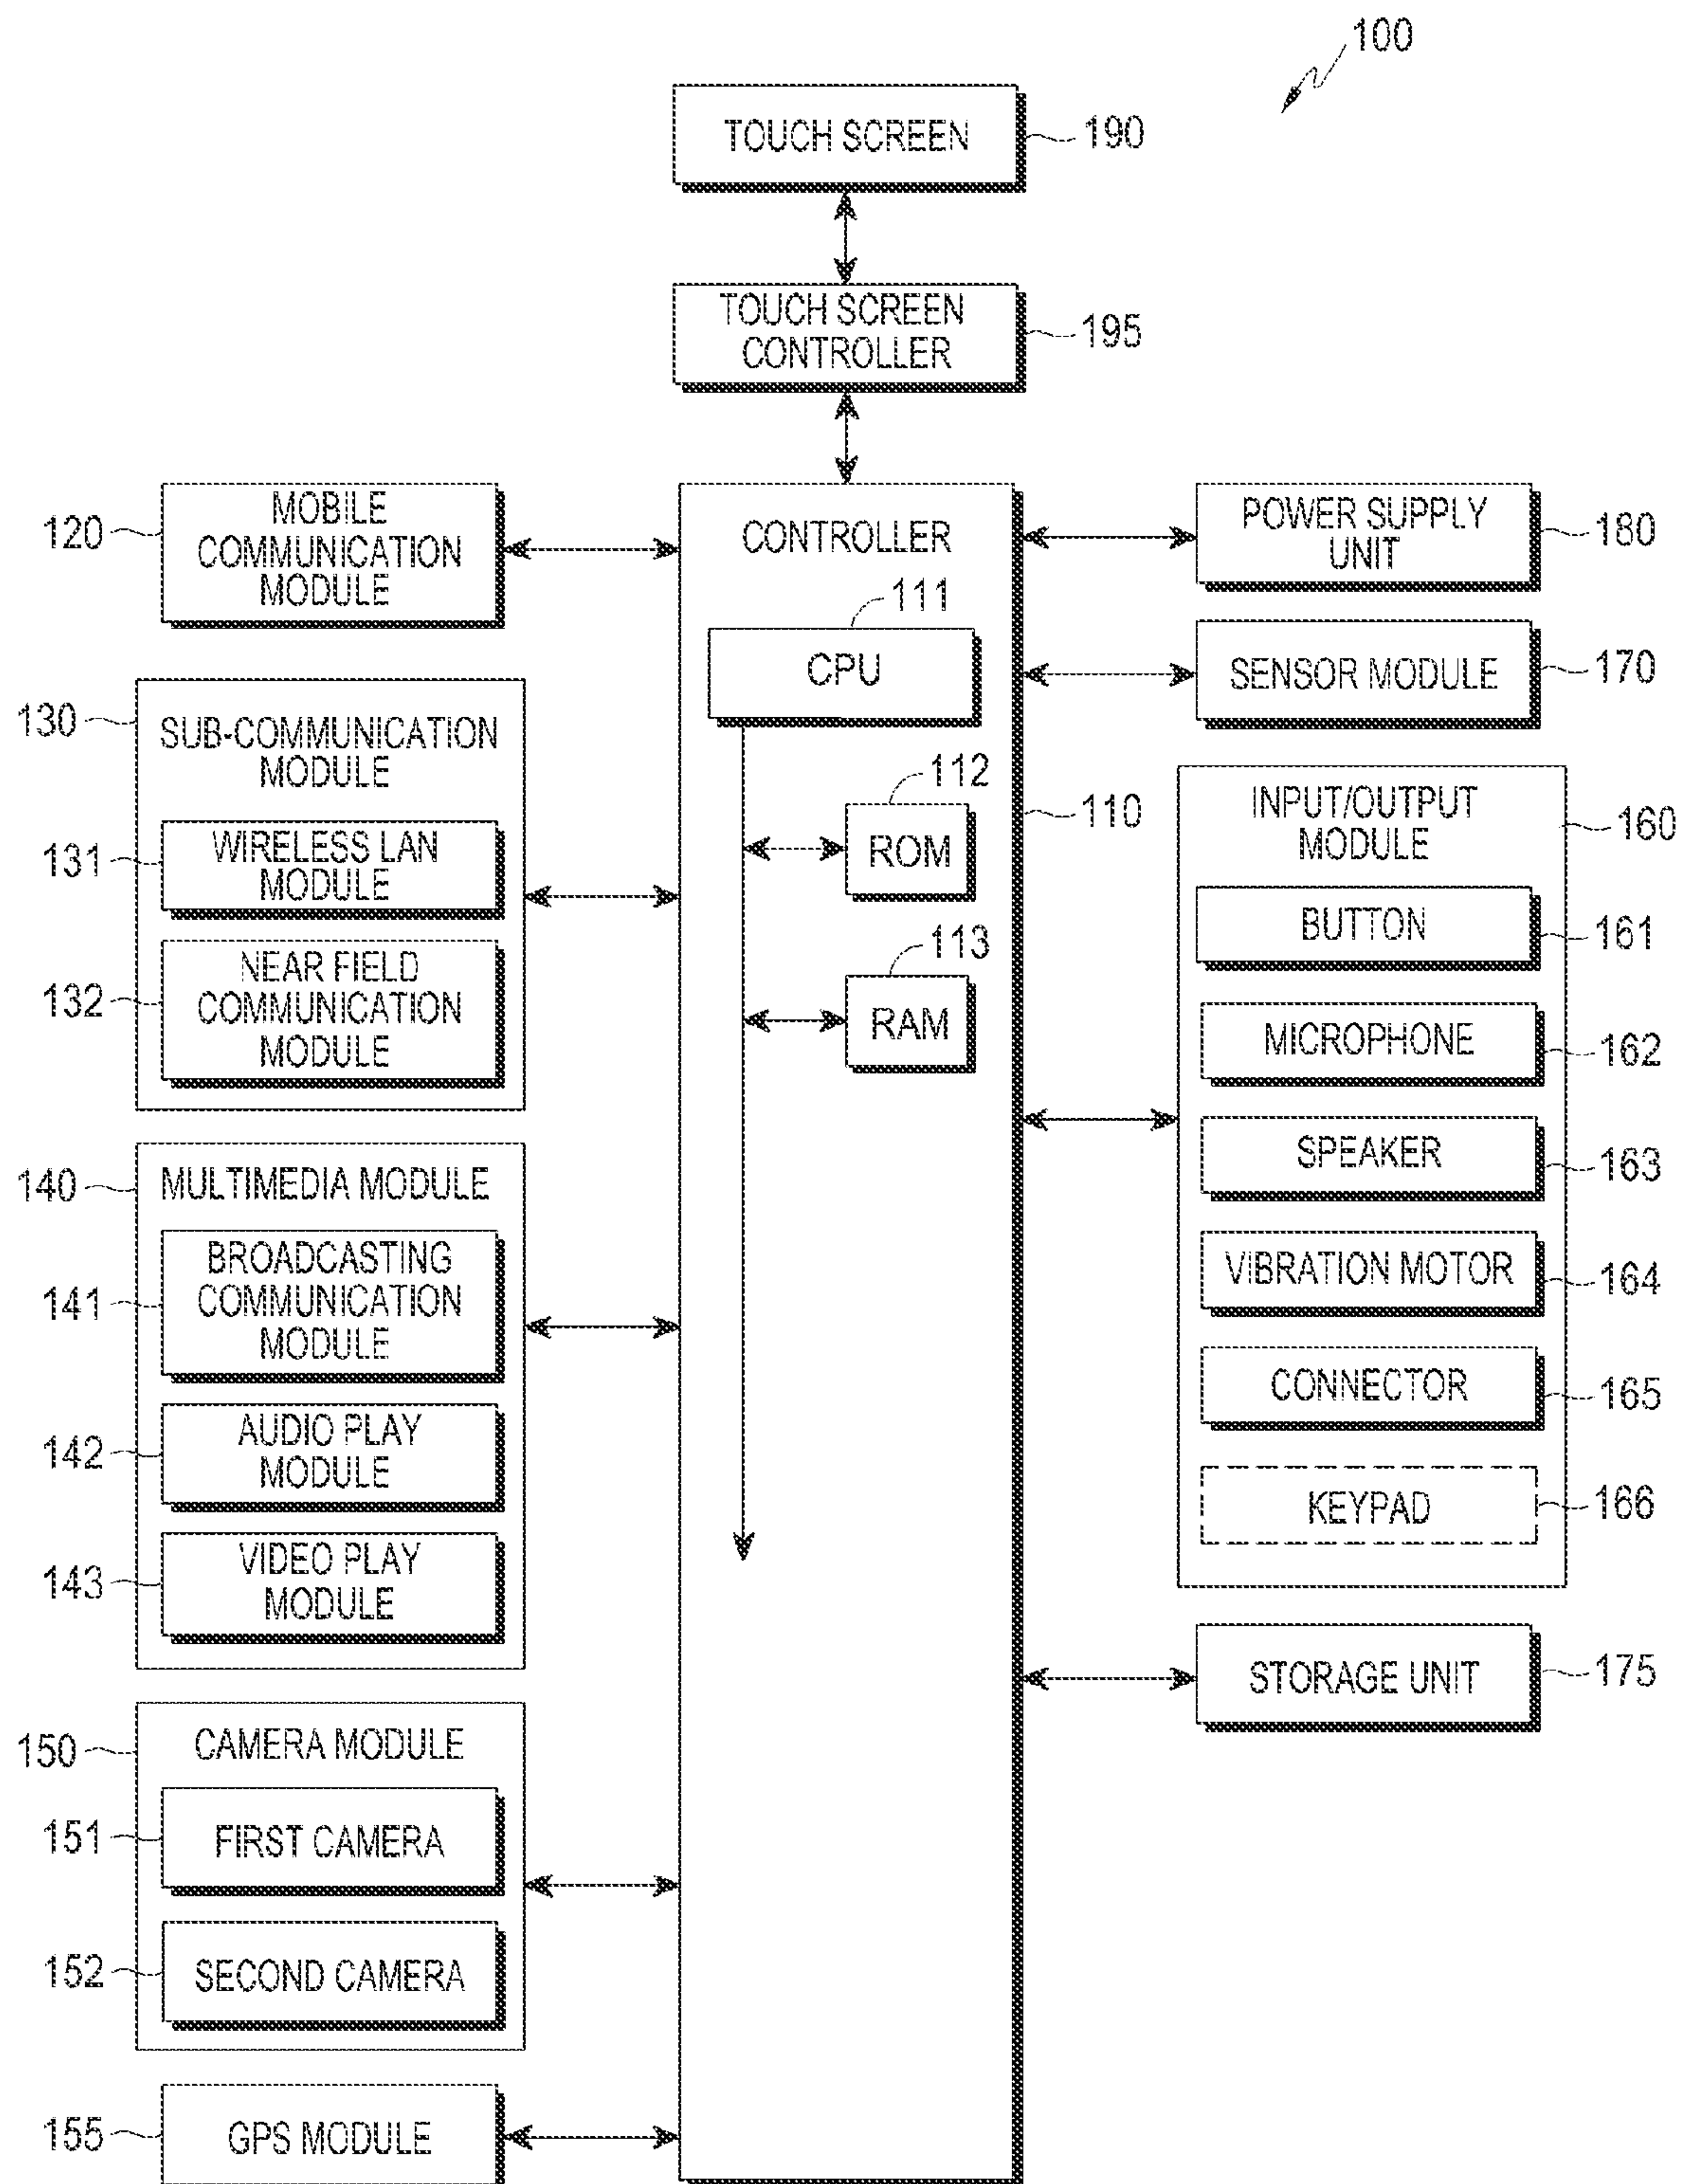 100
TOUCH SCREEN
190
TOUCH SCREEN
CONTROLLER
195
120
MOBILE
COMMUNICATION
MODULE
130
SUB-COMMUNICATION
MODULE
131
WIRELESS LAN
MODULE
132
NEAR FIELD
COMMUNICATION
MODULE
140
MULTIMEDIA MODULE
141
BROADCASTING
COMMUNICATION
MODULE
142
AUDIO PLAY
MODULE
143
VIDEO PLAY
MODULE
150
CAMERA MODULE
151
FIRST CAMERA
152
SECOND CAMERA
155
GPS MODULE
CONTROLLER
111
CPU
112
ROM
113
RAM
110
POWER SUPPLY
UNIT
180
SENSOR MODULE
170
INPUT/OUTPUT
MODULE
160
BUTTON
161
MICROPHONE
162
SPEAKER
163
VIBRATION MOTOR
164
CONNECTOR
165
KEYPAD
166
STORAGE UNIT
175